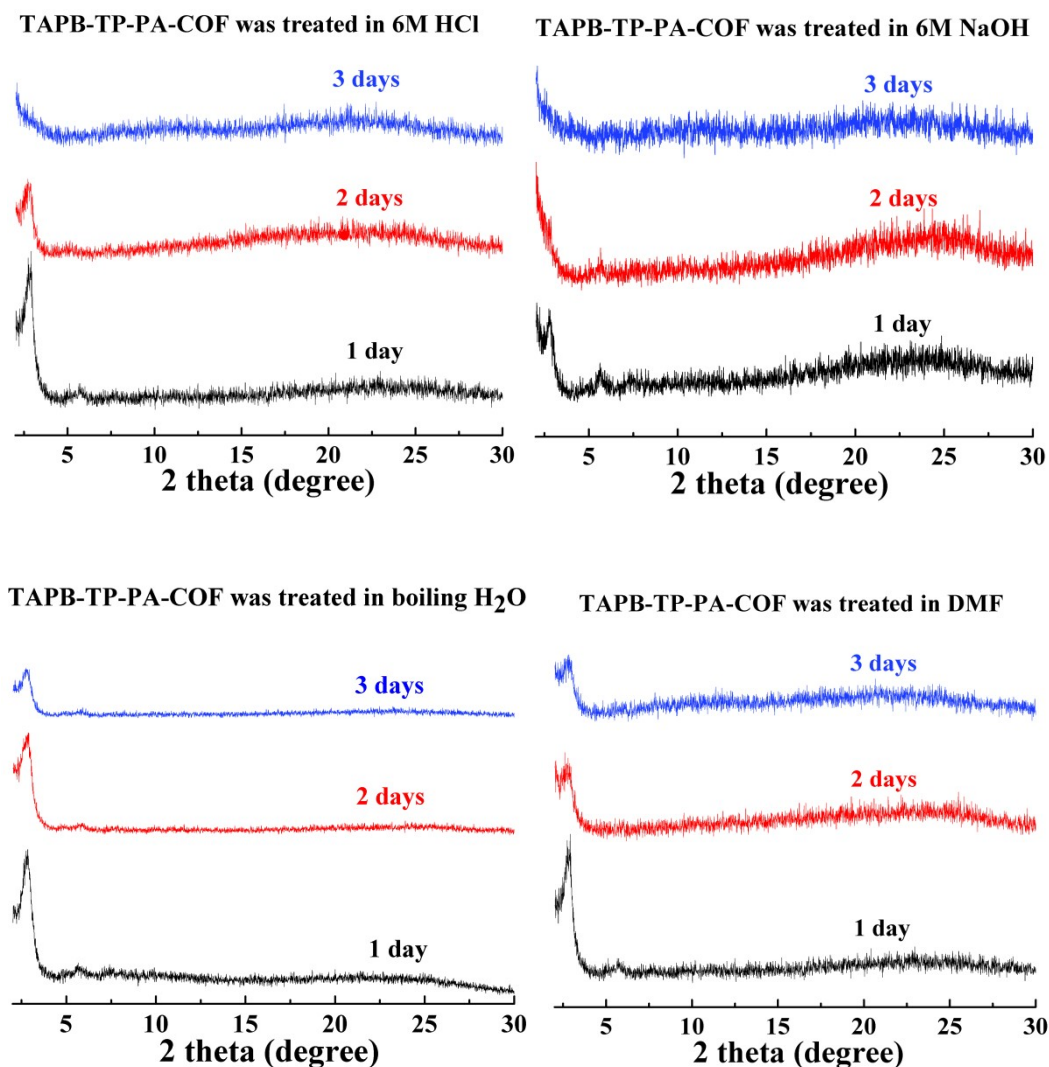 TAPB-TP-PA-COF was treated in 6M HCl
3 days
2 days
1 day
5 10 15 20 25 30
2 theta (degree)
TAPB-TP-PA-COF was treated in 6M NaOH
3 days
2 days
1 day
5 10 15 20 25 30
2 theta (degree)
TAPB-TP-PA-COF was treated in boiling H₂O
3 days
2 days
1 day
5 10 15 20 25 30
2 theta (degree)
TAPB-TP-PA-COF was treated in DMF
3 days
2 days
1 day
5 10 15 20 25 30
2 theta (degree)